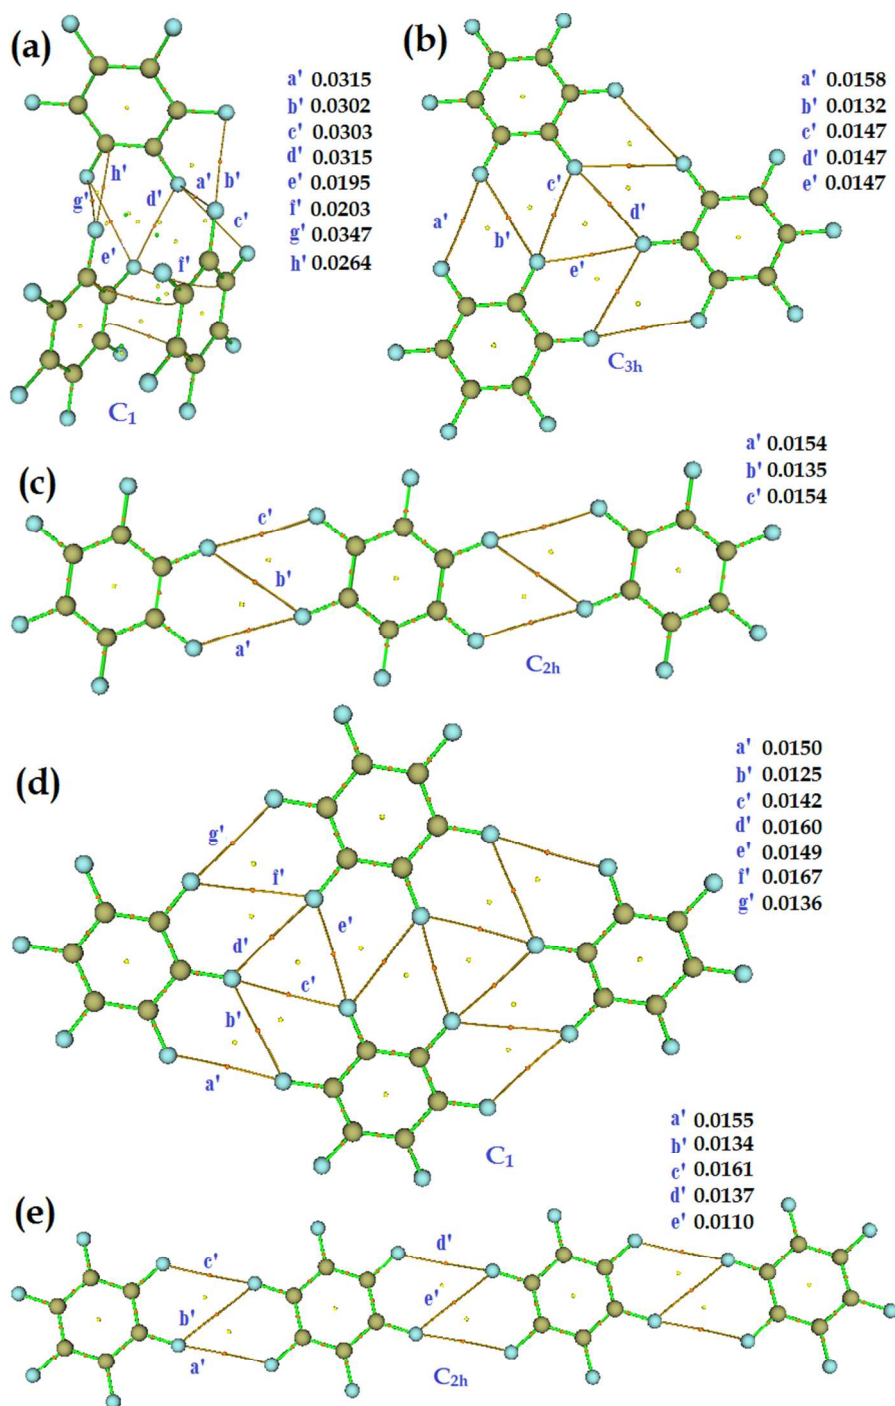 (a)
a' 0.0315
b' 0.0302
c' 0.0303
d' 0.0315
e' 0.0195
f' 0.0203
g' 0.0347
h' 0.0264
h'
g'
d'
a'
b'
c'
e'
f'
C1
(b)
a' 0.0158
b' 0.0132
c' 0.0147
d' 0.0147
e' 0.0147
c'
d'
a'
b'
e'
C3h
(c)
a' 0.0154
b' 0.0135
c' 0.0154
c'
b'
a'
C2h
(d)
a' 0.0150
b' 0.0125
c' 0.0142
d' 0.0160
e' 0.0149
f' 0.0167
g' 0.0136
g'
f'
e'
d'
c'
b'
a'
C1
(e)
a' 0.0155
b' 0.0134
c' 0.0161
d' 0.0137
e' 0.0110
c'
d'
b'
e'
a'
C2h